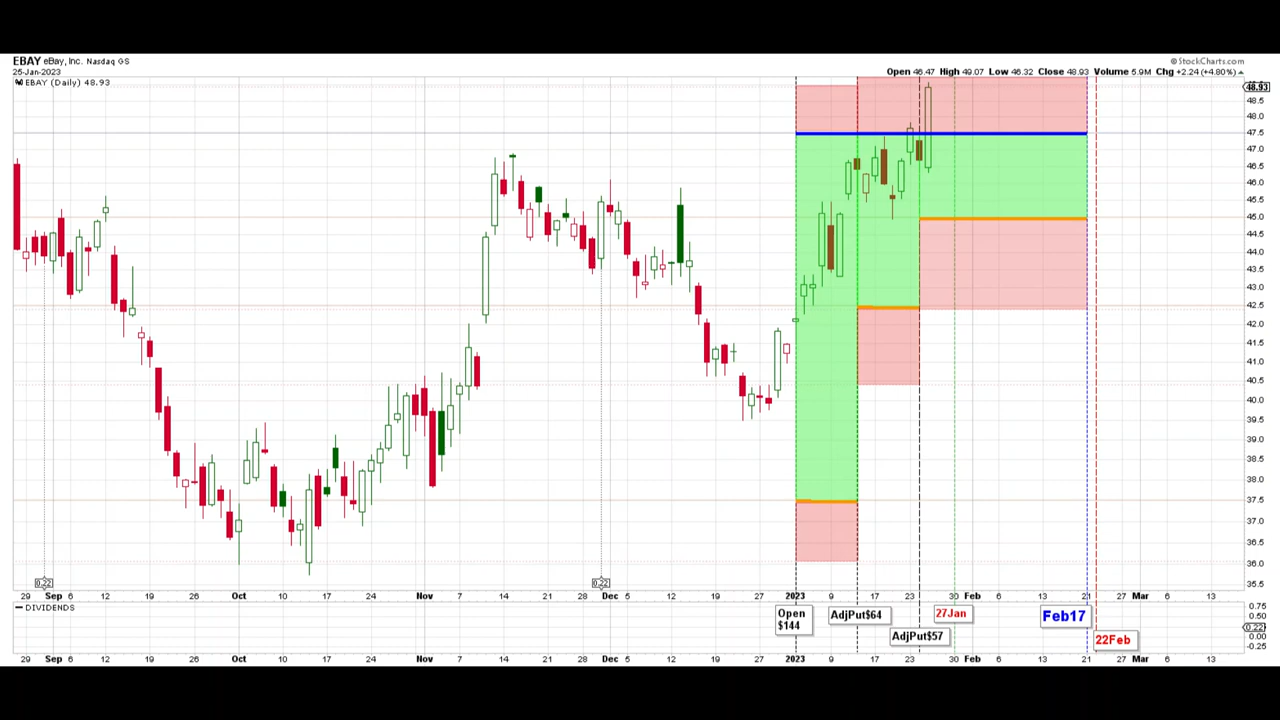 EBAY eBay, Inc. Nasdaq GS
© StockCharts.com
25-Jan-2023
Open 46.47 High 49.07 Low 46.32 Close 48.93 Volume 5.9M Chg +2.24 (+4.80%)
EBAY (Daily) 48.93
48.93
48.5
48.0
47.5
47.0
46.5
46.0
45.5
45.0
44.5
44.0
43.5
43.0
42.5
42.0
41.5
41.0
40.5
40.0
39.5
39.0
38.5
38.0
37.5
37.0
36.5
36.0
35.5
0.22 0.22
29 Sep 6 12 19 26 Oct 10 17 24 Nov 7 14 21 28 Dec 5 12 19 27 2023 9 17 23 30 Feb 6 13 21 27 Mar 6 13
DIVIDENDS
0.75
0.50
0.22
0.00
-0.25
Open
$144
AdjPut$64
AdjPut$57
27Jan
Feb17
22Feb
29 Sep 6 12 19 26 Oct 10 17 24 Nov 7 14 21 28 Dec 5 12 19 27 2023 9 17 23 30 Feb 6 13 21 27 Mar 6 13